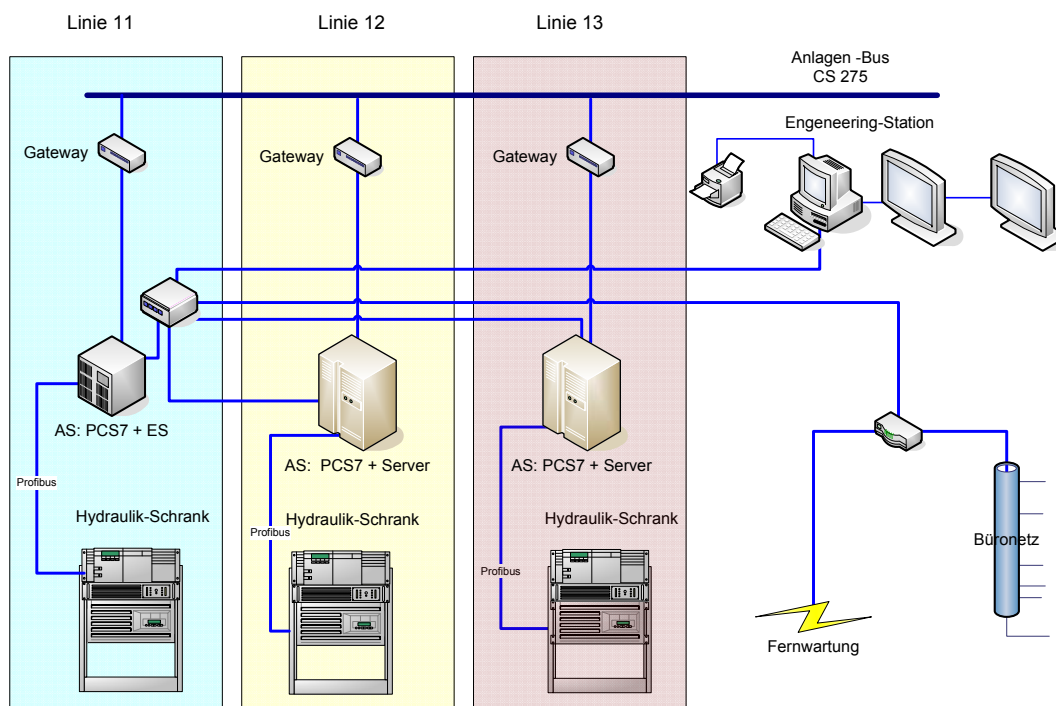 Linie 11
Linie 12
Linie 13
Anlagen -Bus
CS 275
Engeneering-Station
Gateway
Gateway
Gateway
AS: PCS7 + ES
AS:  PCS7 + Server
AS: PCS7 + Server
Profibus
Hydraulik-Schrank
Profibus
Hydraulik-Schrank
Profibus
Hydraulik-Schrank
Büronetz
Fernwartung